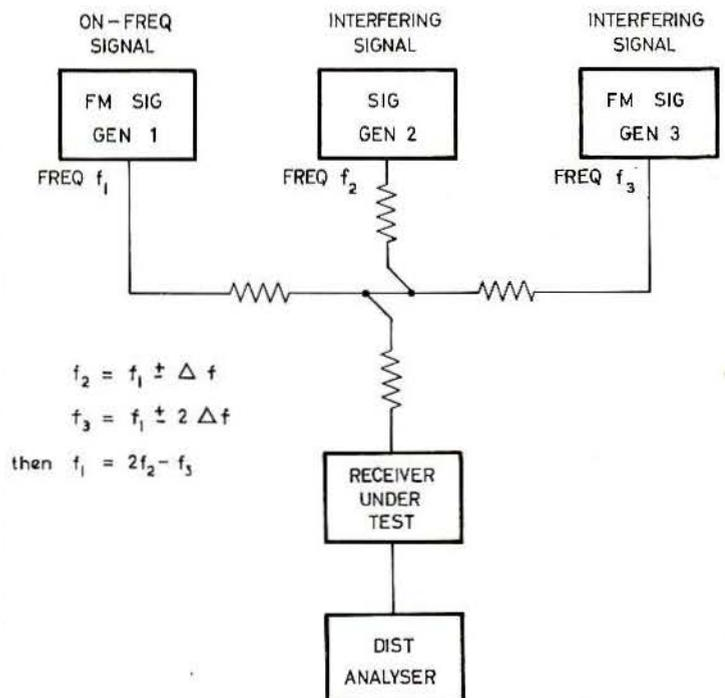 ON-FREQ
SIGNAL
INTERFERING
SIGNAL
INTERFERING
SIGNAL
FM SIG
GEN 1
SIG
GEN 2
FM SIG
GEN 3
FREQ f₁
FREQ f₂
FREQ f₃
f₂ = f₁ ± △ f
f₃ = f₁ ± 2 △f
then f₁ = 2f₂ - f₃
RECEIVER
UNDER
TEST
DIST
ANALYSER